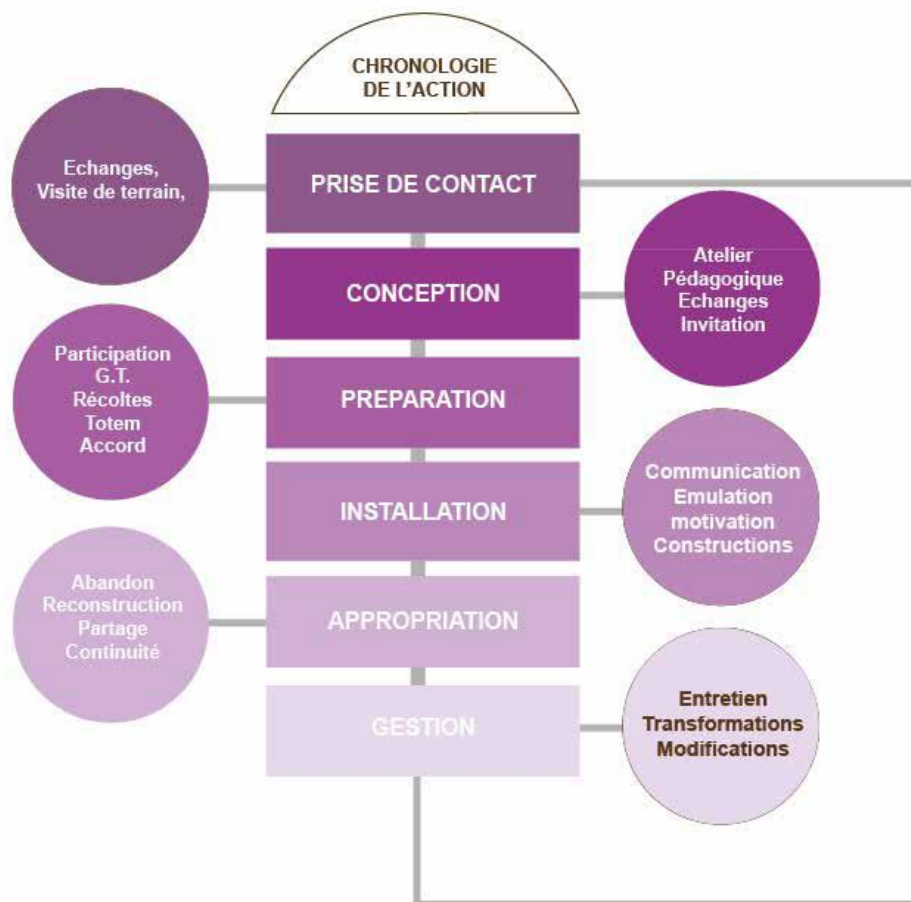 CHRONOLOGIE
DE L'ACTION
Echanges,
Visite de terrain,
PRISE DE CONTACT
CONCEPTION
Atelier
Pédagogique
Echanges
Invitation
Participation
G.T.
Récoltes
Totem
Accord
PREPARATION
INSTALLATION
Communication
Emulation
motivation
Constructions
Abandon
Reconstruction
Partage
Continuité
APPROPRIATION
GESTION
Entretien
Transformations
Modifications